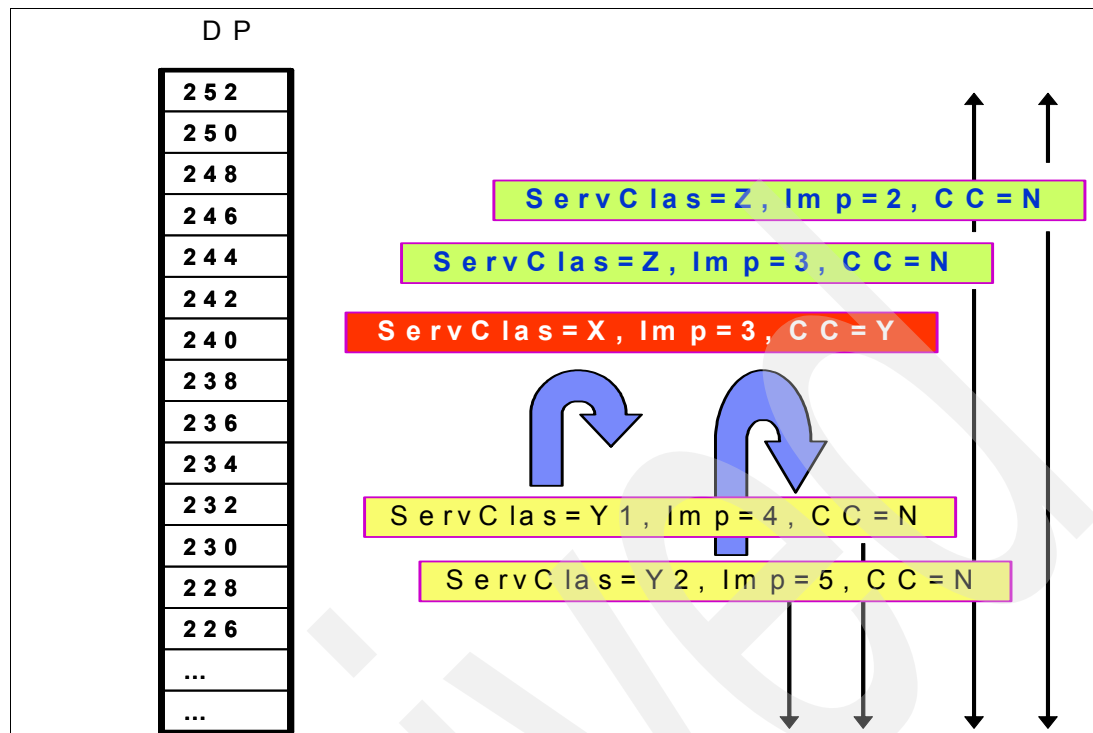 DP
252
250
248
246
244
242
240
238
236
234
232
230
228
226
...
...
ServClas=Z, Imp=2, CC=N
ServClas=Z, Imp=3, CC=N
ServClas=X, Imp=3, CC=Y
ServClas=Y1, Imp=4, CC=N
ServClas=Y2, Imp=5, CC=N